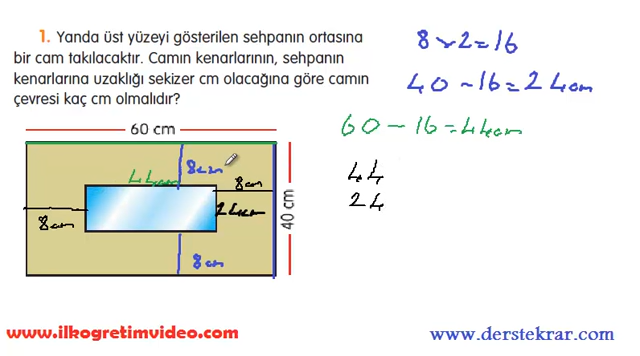 1. Yanda üst yüzeyi gösterilen sehpanın ortasına
bir cam takılacaktır. Camın kenarlarının, sehpanın
kenarlarına uzaklığı sekizer cm olacağına göre camın
çevresi kaç cm olmalıdır?
8 x 2 = 16
40 - 16 = 24cm
60 - 16 = 44cm
44
24
60 cm
8cm
44cm
8cm
24cm
8cm
8cm
40 cm
www.ilkogretimvideo.com
www.derstekrar.com